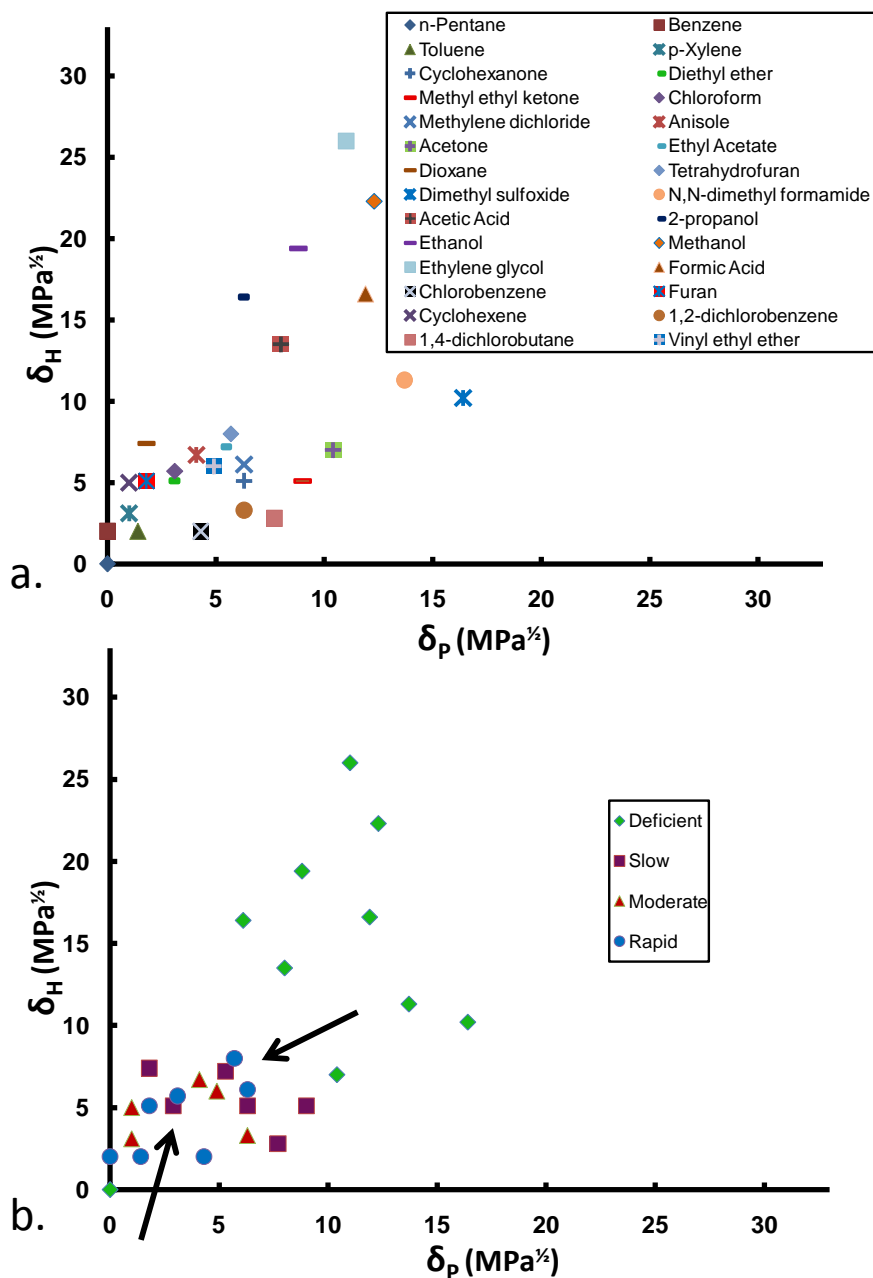 n-Pentane Benzene
Toluene p-Xylene
Cyclohexanone Diethyl ether
Methyl ethyl ketone Chloroform
Methylene dichloride Anisole
Acetone Ethyl Acetate
Dioxane Tetrahydrofuran
Dimethyl sulfoxide N,N-dimethyl formamide
Acetic Acid 2-propanol
Ethanol Methanol
Ethylene glycol Formic Acid
Chlorobenzene Furan
Cyclohexene 1,2-dichlorobenzene
1,4-dichlorobutane Vinyl ethyl ether
30
25
20
15
10
5
0
δH (MPa½)
0 5 10 15 20 25 30
δP (MPa½)
a.
30
25
20
15
10
5
0
δH (MPa½)
Deficient
Slow
Moderate
Rapid
0 5 10 15 20 25 30
δP (MPa½)
b.